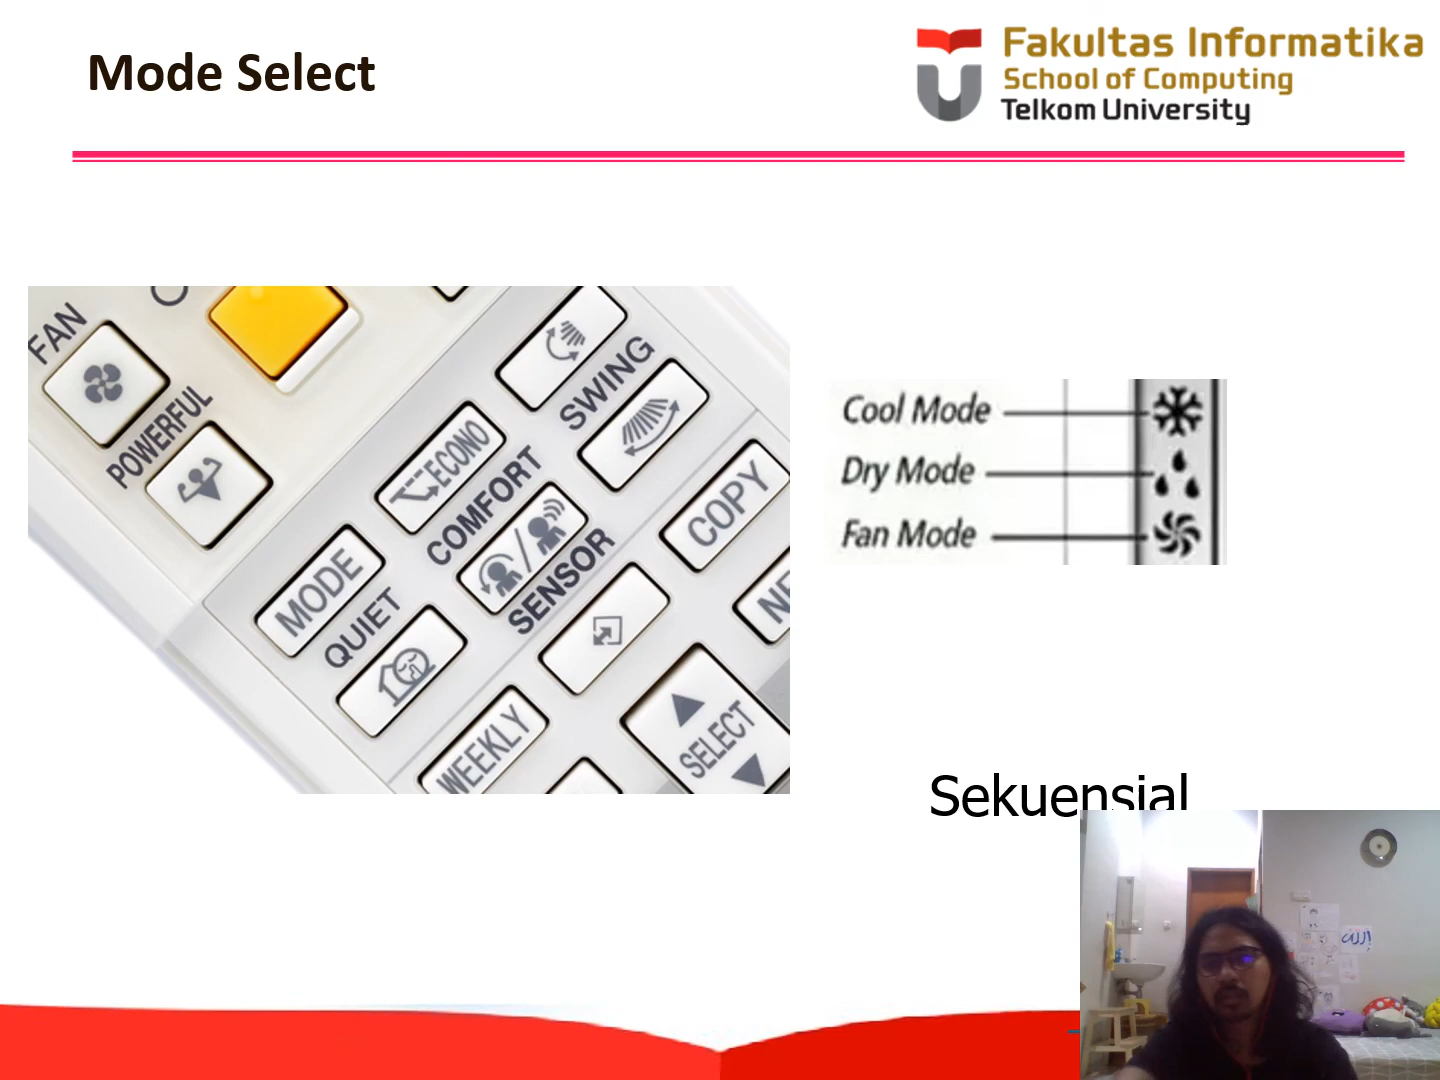 Mode Select
Fakultas Informatika
School of Computing
Telkom University
FAN
POWERFUL
SWING
ECONO
COMFORT
SENSOR
COPY
MODE
QUIET
WEEKLY
SELECT
Cool Mode
Dry Mode
Fan Mode
Sekuensial